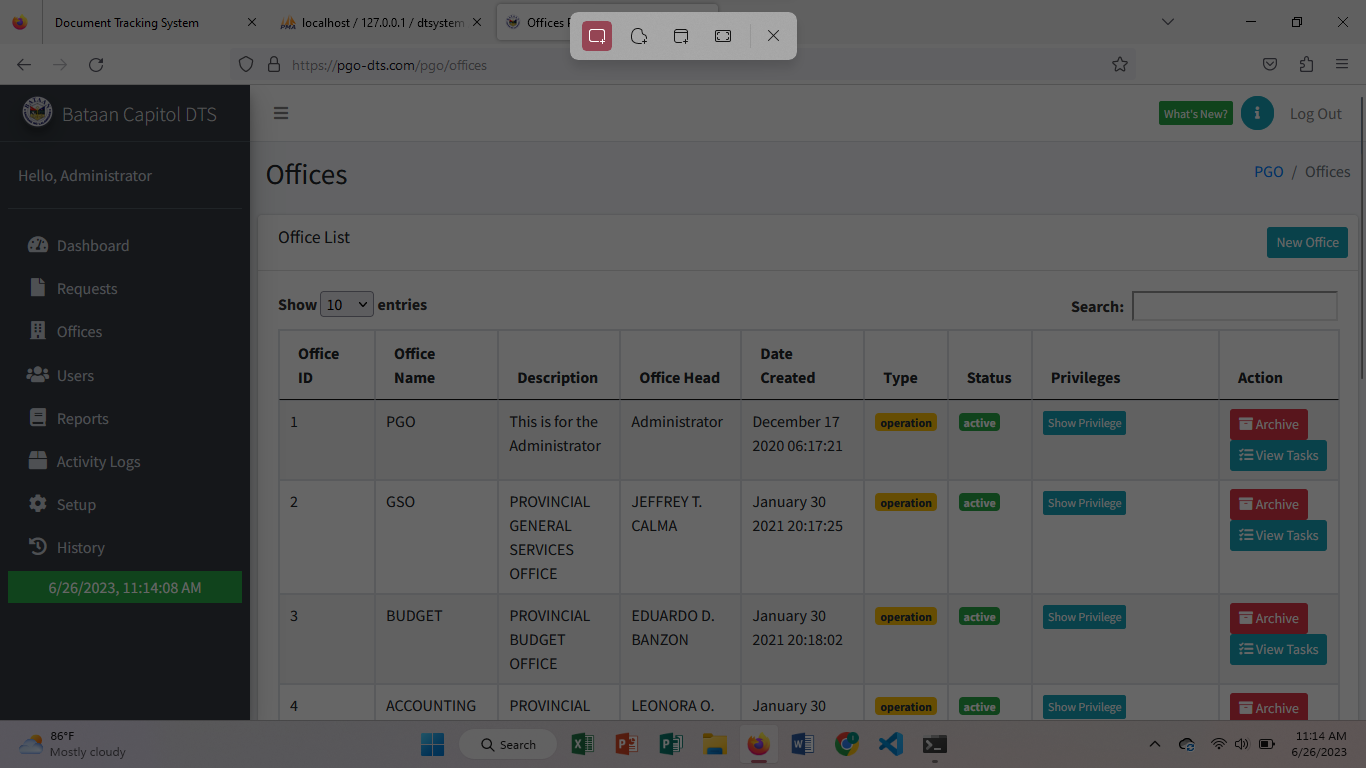 Document Tracking System
localhost / 127.0.0.1 / dtsystem
Offices
https://pgo-dts.com/pgo/offices
Bataan Capitol DTS
What's New?
Log Out
Hello, Administrator
Offices
PGO / Offices
Dashboard
Requests
Offices
Users
Reports
Activity Logs
Setup
History
6/26/2023, 11:14:08 AM
Office List
New Office
Show 10 entries
Search:
Office ID
Office Name
Description
Office Head
Date Created
Type
Status
Privileges
Action
1
PGO
This is for the
Administrator
Administrator
December 17
2020 06:17:21
operation
active
Show Privilege
Archive
View Tasks
2
GSO
PROVINCIAL
GENERAL
SERVICES
OFFICE
JEFFREY T.
CALMA
January 30
2021 20:17:25
operation
active
Show Privilege
Archive
View Tasks
3
BUDGET
PROVINCIAL
BUDGET
OFFICE
EDUARDO D.
BANZON
January 30
2021 20:18:02
operation
active
Show Privilege
Archive
View Tasks
4
ACCOUNTING
PROVINCIAL
LEONORA O.
January 30
operation
active
Show Privilege
Archive
86°F
Mostly cloudy
Search
11:14 AM
6/26/2023